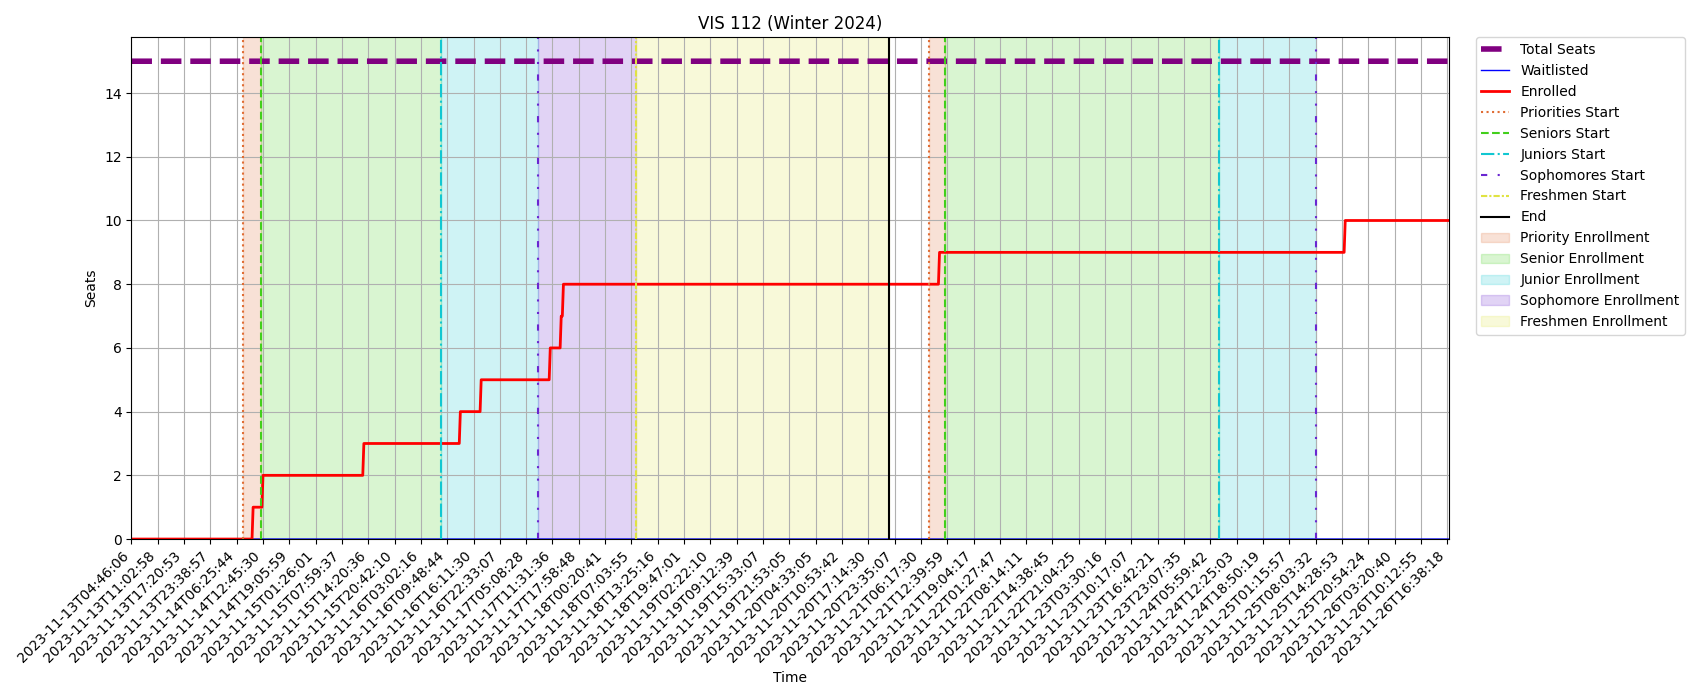 VIS 112 (Winter 2024)
Seats
14
12
10
8
6
4
2
0
2023-11-13T04:46:06
2023-11-13T11:02:58
2023-11-13T17:20:53
2023-11-13T23:38:57
2023-11-14T06:25:44
2023-11-14T12:45:30
2023-11-14T19:05:59
2023-11-15T01:26:01
2023-11-15T07:59:37
2023-11-15T14:20:36
2023-11-15T20:42:10
2023-11-16T03:02:16
2023-11-16T09:48:44
2023-11-16T16:11:30
2023-11-16T22:33:07
2023-11-17T05:08:28
2023-11-17T11:31:36
2023-11-17T17:58:48
2023-11-18T00:20:41
2023-11-18T07:03:55
2023-11-18T13:25:16
2023-11-18T19:47:01
2023-11-19T02:22:10
2023-11-19T09:12:39
2023-11-19T15:33:07
2023-11-19T21:53:05
2023-11-20T04:33:05
2023-11-20T10:53:42
2023-11-20T17:14:30
2023-11-20T23:35:07
2023-11-21T06:17:30
2023-11-21T12:39:59
2023-11-21T19:04:17
2023-11-22T01:27:47
2023-11-22T08:14:11
2023-11-22T14:38:45
2023-11-22T21:04:25
2023-11-23T03:30:16
2023-11-23T10:17:07
2023-11-23T16:42:21
2023-11-23T23:07:35
2023-11-24T05:59:42
2023-11-24T12:25:03
2023-11-24T18:50:19
2023-11-25T01:15:57
2023-11-25T08:03:32
2023-11-25T14:28:53
2023-11-25T20:54:24
2023-11-26T03:20:40
2023-11-26T10:12:55
2023-11-26T16:38:18
Time
Total Seats
Waitlisted
Enrolled
Priorities Start
Seniors Start
Juniors Start
Sophomores Start
Freshmen Start
End
Priority Enrollment
Senior Enrollment
Junior Enrollment
Sophomore Enrollment
Freshmen Enrollment